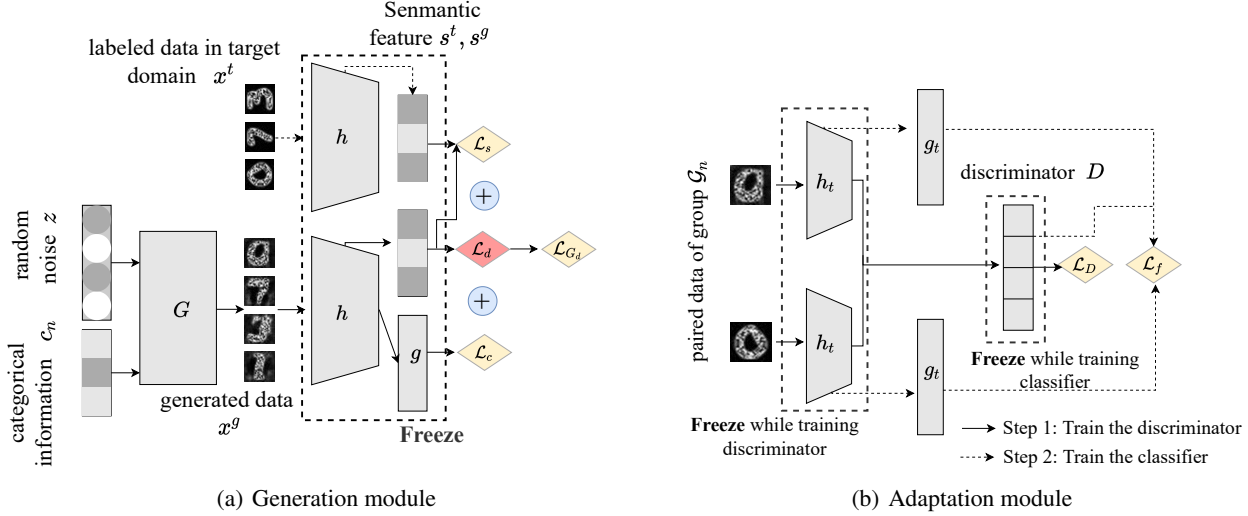 Senmantic
feature s^t, s^g
labeled data in target
domain x^t
h
ℒ_s
+
random
noise z
G
h
ℒ_d
ℒ_{G_d}
+
g
ℒ_c
categorical
information c_n
generated data
x^g
Freeze
(a) Generation module
paired data of group 𝒢_n
h_t
g_t
discriminator D
ℒ_D
ℒ_f
h_t
g_t
Freeze while training
classifier
Freeze while training
discriminator
Step 1: Train the discriminator
Step 2: Train the classifier
(b) Adaptation module